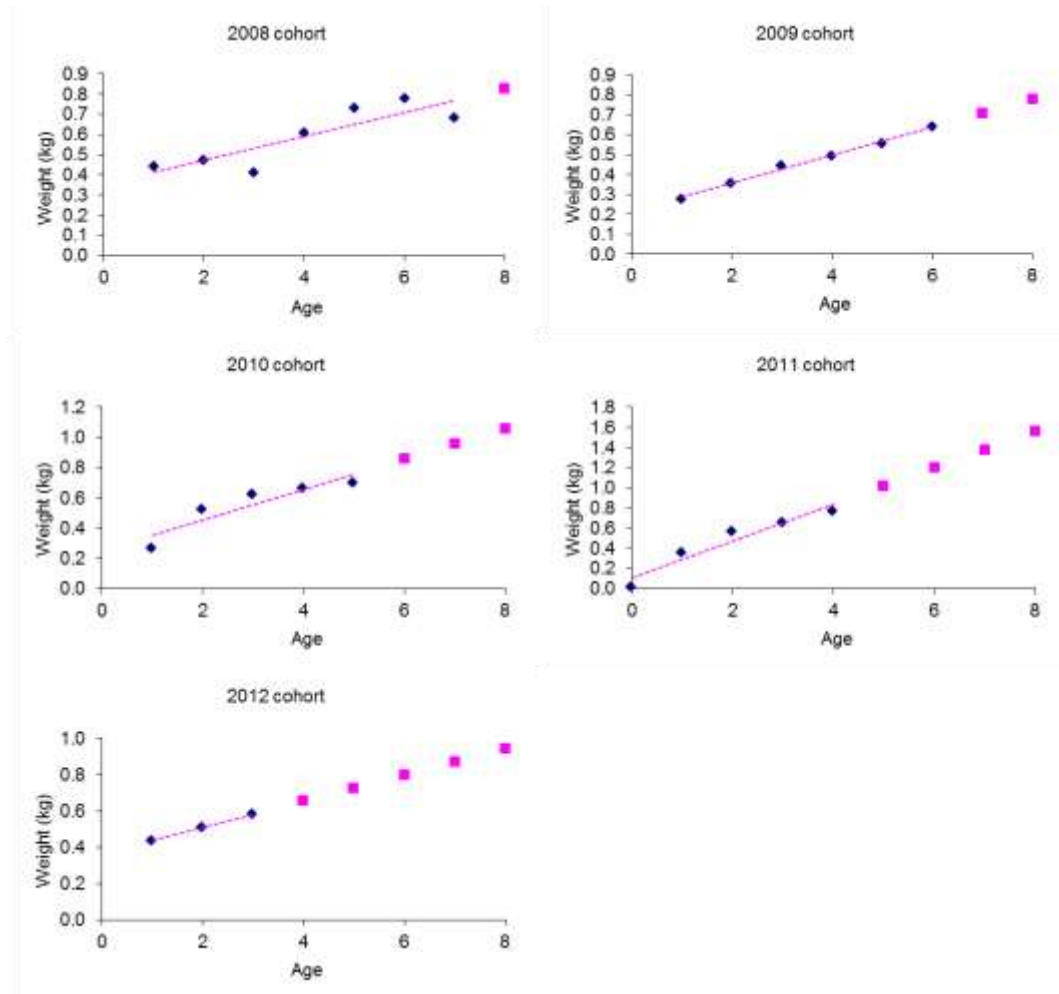 2008 cohort
Weight (kg)
0.9
0.8
0.7
0.6
0.5
0.4
0.3
0.2
0.1
0.0
0 2 4 6 8
Age
2009 cohort
Weight (kg)
0.9
0.8
0.7
0.6
0.5
0.4
0.3
0.2
0.1
0.0
0 2 4 6 8
Age
2010 cohort
Weight (kg)
1.2
1.0
0.8
0.6
0.4
0.2
0.0
0 2 4 6 8
Age
2011 cohort
Weight (kg)
1.8
1.6
1.4
1.2
1.0
0.8
0.6
0.4
0.2
0.0
0 2 4 6 8
Age
2012 cohort
Weight (kg)
1.0
0.8
0.6
0.4
0.2
0.0
0 2 4 6 8
Age